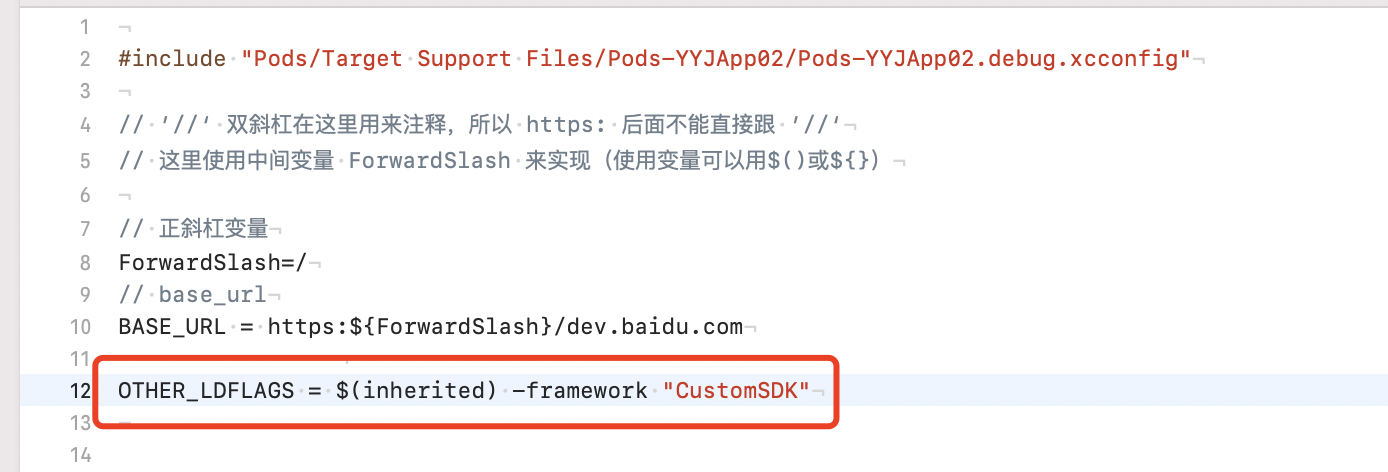 1
2 #include "Pods/Target Support Files/Pods-YYJApp02/Pods-YYJApp02.debug.xcconfig"
3
4 // '//' 双斜杠在这里用来注释，所以 https: 后面不能直接跟 '//'
5 // 这里使用中间变量 ForwardSlash 来实现（使用变量可以用$()或${}）
6
7 // 正斜杠变量
8 ForwardSlash=/
9 // base_url
10 BASE_URL = https:${ForwardSlash}/dev.baidu.com
11
12 OTHER_LDFLAGS = $(inherited) -framework "CustomSDK"
13
14